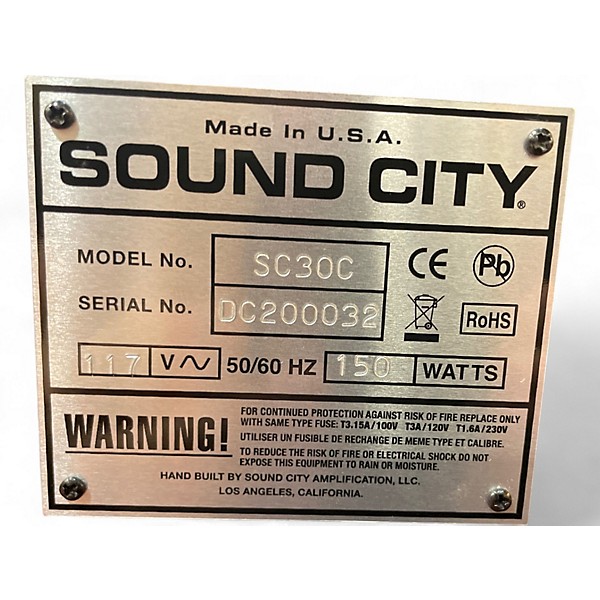 Made In U.S.A.
SOUND CITY®
MODEL No. SC30C CE Pb
SERIAL No. DC200032 RoHS
117 V~ 50/60 HZ 150 WATTS
WARNING!
FOR CONTINUED PROTECTION AGAINST RISK OF FIRE REPLACE ONLY
WITH SAME TYPE FUSE: T3.15A/100V T3A/120V T1.6A/230V
UTILISER UN FUSIBLE DE RECHANGE DE MEME TYPE ET CALIBRE.
TO REDUCE THE RISK OF FIRE OR ELECTRICAL SHOCK DO NOT
EXPOSE THIS EQUIPMENT TO RAIN OR MOISTURE.
HAND BUILT BY SOUND CITY AMPLIFICATION, LLC.
LOS ANGELES, CALIFORNIA.